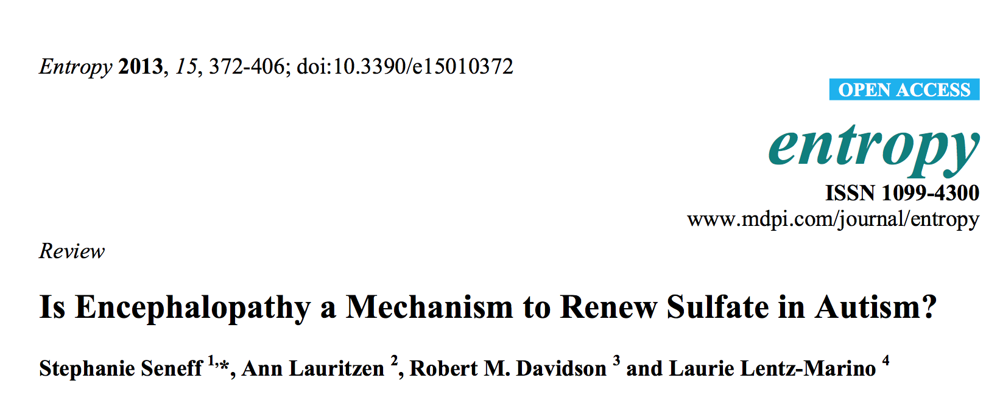 Entropy 2013, 15, 372-406; doi:10.3390/e15010372
OPEN ACCESS
entropy
ISSN 1099-4300
www.mdpi.com/journal/entropy
Review
Is Encephalopathy a Mechanism to Renew Sulfate in Autism?
Stephanie Seneff 1,*, Ann Lauritzen 2, Robert M. Davidson 3 and Laurie Lentz-Marino 4